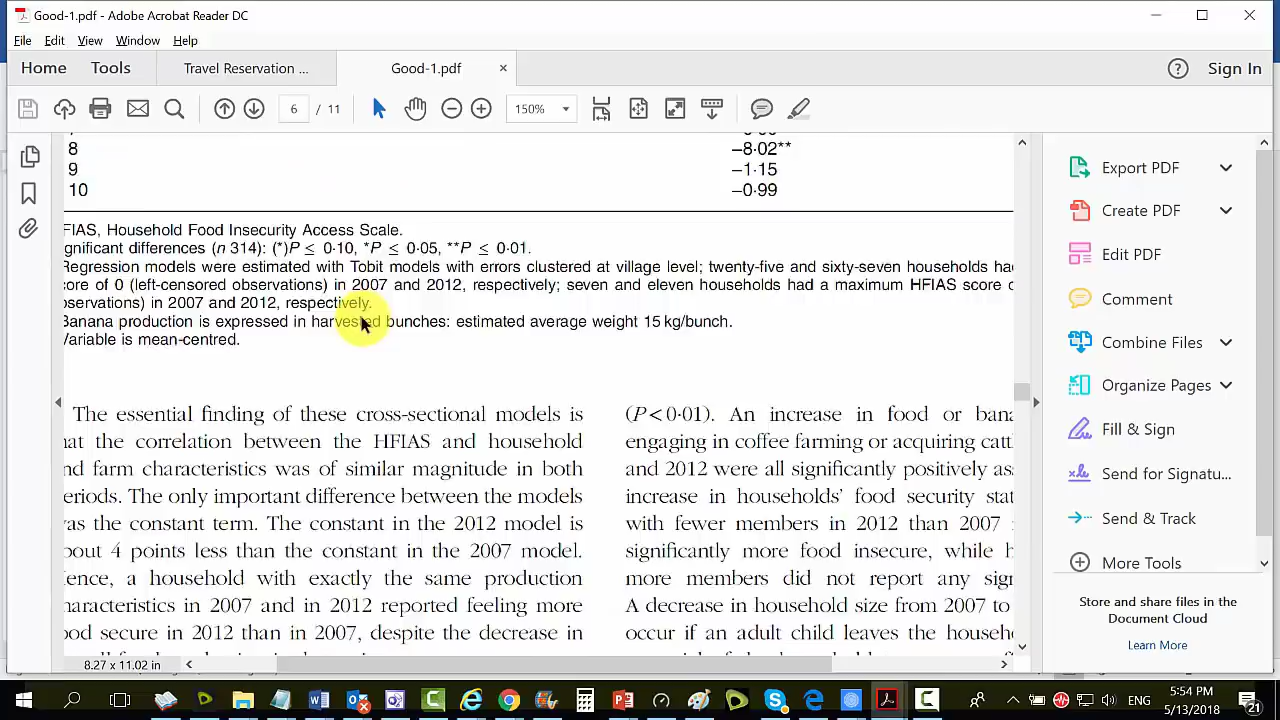 Good-1.pdf - Adobe Acrobat Reader DC
File Edit View Window Help
Home Tools Travel Reservation ... Good-1.pdf × ? Sign In
6 / 11 150%
8 –8·02**
9 –1·15
10 –0·99
FIAS, Household Food Insecurity Access Scale.
gnificant differences (n 314): (*)P ≤ 0·10, *P ≤ 0·05, **P ≤ 0·01.
Regression models were estimated with Tobit models with errors clustered at village level; twenty-five and sixty-seven households ha
core of 0 (left-censored observations) in 2007 and 2012, respectively; seven and eleven households had a maximum HFIAS score
oservations) in 2007 and 2012, respectively.
Banana production is expressed in harvested bunches: estimated average weight 15 kg/bunch.
Variable is mean-centred.
The essential finding of these cross-sectional models is
hat the correlation between the HFIAS and household
nd farm characteristics was of similar magnitude in both
eriods. The only important difference between the models
was the constant term. The constant in the 2012 model is
bout 4 points less than the constant in the 2007 model.
Hence, a household with exactly the same production
haracteristics in 2007 and in 2012 reported feeling more
ood secure in 2012 than in 2007, despite the decrease in
(P<0·01). An increase in food or bana
engaging in coffee farming or acquiring catt
and 2012 were all significantly positively as
increase in households' food security stat
with fewer members in 2012 than 2007
significantly more food insecure, while h
more members did not report any sig
A decrease in household size from 2007 to
occur if an adult child leaves the househ
8.27 x 11.02 in
Export PDF
Create PDF
Edit PDF
Comment
Combine Files
Organize Pages
Fill & Sign
Send for Signatu...
Send & Track
More Tools
Store and share files in the
Document Cloud
Learn More
ENG 5:54 PM
5/13/2018 21